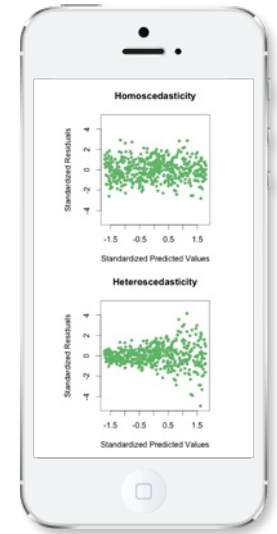 Homoscedasticity
Standardized Residuals
4
2
0
-2
-4
-1.5 -0.5 0.5 1.5
Standardized Predicted Values
Heteroscedasticity
Standardized Residuals
4
2
0
-2
-4
-1.5 -0.5 0.5 1.5
Standardized Predicted Values